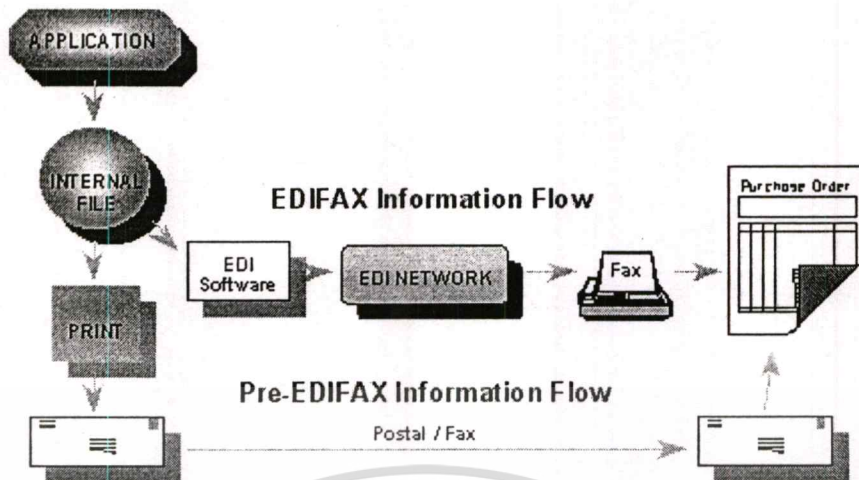 APPLICATION
INTERNAL
FILE
EDIFAX Information Flow
Purchase Order
EDI
Software
EDI NETWORK
Fax
PRINT
Pre-EDIFAX Information Flow
Postal / Fax